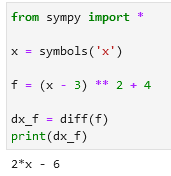 from sympy import *
x = symbols('x')
f = (x - 3) ** 2 + 4
dx_f = diff(f)
print(dx_f)
2*x - 6